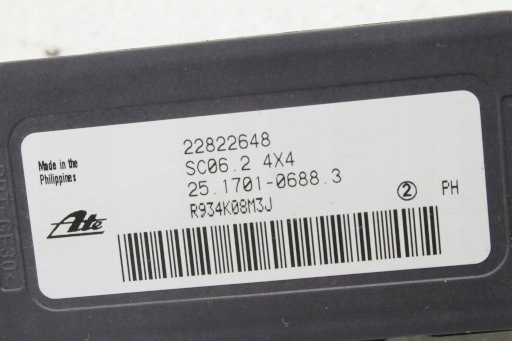 22822648
Made in the
Philippines
SC06.2 4X4
25.1701-0688.3
② PH
R934K08M3J
Ate